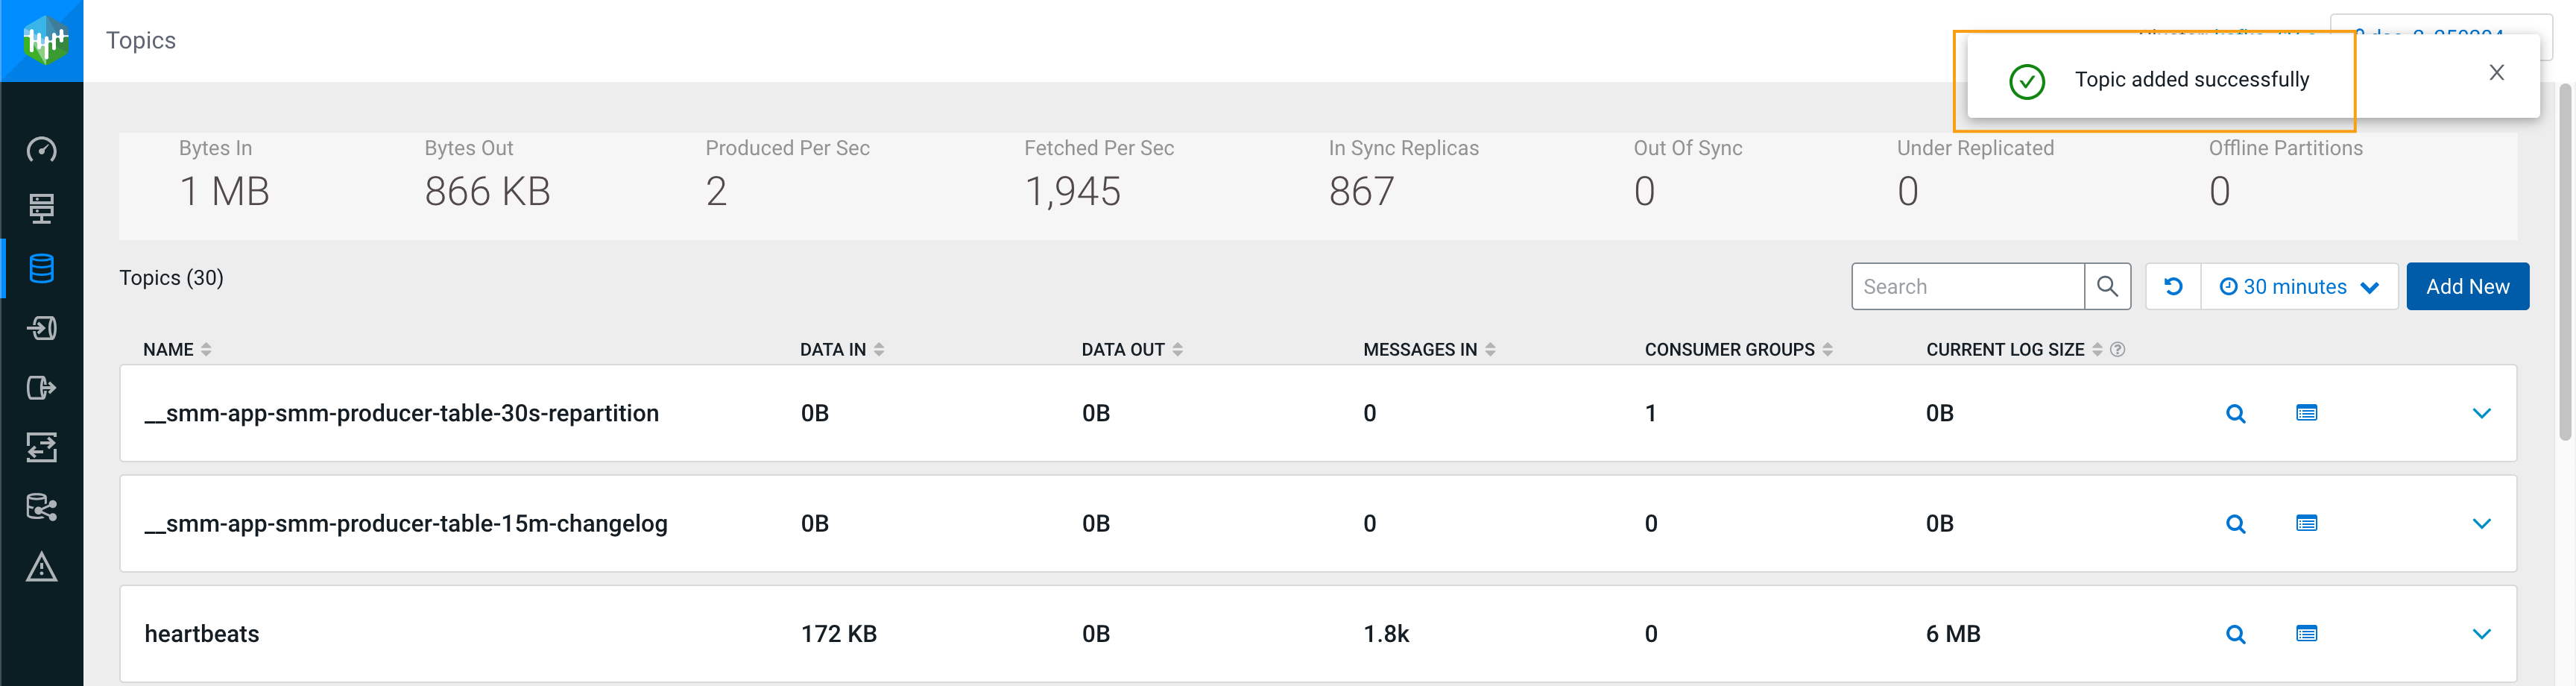 Topics
Topic added successfully
Bytes In
1 MB
Bytes Out
866 KB
Produced Per Sec
2
Fetched Per Sec
1,945
In Sync Replicas
867
Out Of Sync
0
Under Replicated
0
Offline Partitions
0
Topics (30)
Search
30 minutes
Add New
NAME DATA IN DATA OUT MESSAGES IN CONSUMER GROUPS CURRENT LOG SIZE
__smm-app-smm-producer-table-30s-repartition 0B 0B 0 1 0B
__smm-app-smm-producer-table-15m-changelog 0B 0B 0 0 0B
heartbeats 172 KB 0B 1.8k 0 6 MB